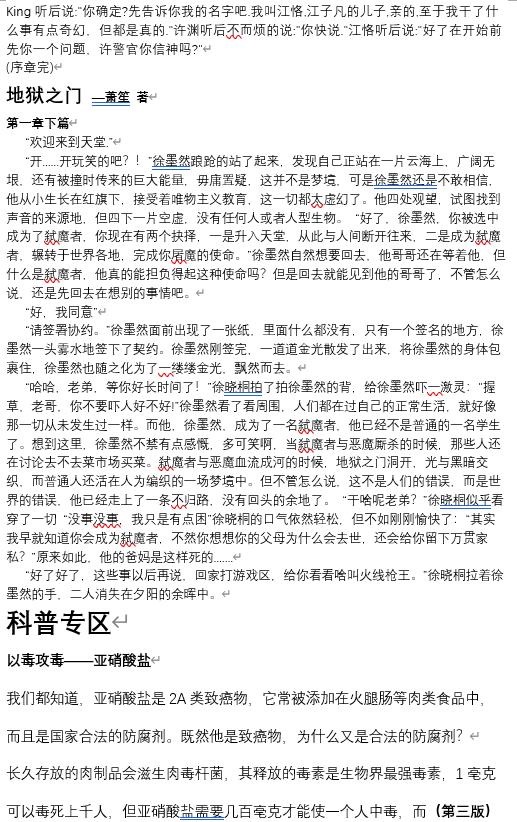 King 听后说:“你确定?先告诉你我的名字吧.我叫江恪,江子凡的儿子,亲的,至于我干了什
么事有点奇幻，但都是真的.”许渊听后不而烦的说:“你快说.”江恪听后说:“好了在开始前
先你一个问题，许警官你信神吗?”
(序章完)
地狱之门 —萧笙 著
第一章下篇
“欢迎来到天堂.”
“开......开玩笑的吧？！”徐墨然踉跄的站了起来，发现自己正站在一片云海上，广阔无
垠，还有被撞时传来的巨大能量，毋庸置疑，这并不是梦境，可是徐墨然还是不敢相信，
他从小生长在红旗下，接受着唯物主义教育，这一切都太虚幻了。他四处观望，试图找到
声音的来源地，但四下一片空虚，没有任何人或者人型生物。 “好了，徐墨然，你被选中
成为了弑魔者，你现在有两个抉择，一是升入天堂，从此与人间断开往来，二是成为弑魔
者，辗转于世界各地，完成你屠魔的使命。”徐墨然自然想要回去，他哥哥还在等着他，但
什么是弑魔者，他真的能担负得起这种使命吗？但是回去就能见到他的哥哥了，不管怎么
说，还是先回去在想别的事情吧。
“好，我同意”
“请签署协约。”徐墨然面前出现了一张纸，里面什么都没有，只有一个签名的地方，徐
墨然一头雾水地签下了契约。徐墨然刚签完，一道道金光散发了出来，将徐墨然的身体包
裹住，徐墨然也随之化为了一缕缕金光，飘然而去。
“哈哈，老弟，等你好长时间了！”徐晓桐拍了拍徐墨然的背，给徐墨然吓一激灵：“握
草，老哥，你不要吓人好不好!”徐墨然看了看周围，人们都在过自己的正常生活，就好像
那一切从未发生过一样。而他，徐墨然，成为了一名弑魔者，他已经不是普通的一名学生
了。想到这里，徐墨然不禁有点感慨，多可笑啊，当弑魔者与恶魔厮杀的时候，那些人还
在讨论去不去菜市场买菜。弑魔者与恶魔血流成河的时候，地狱之门洞开，光与黑暗交
织，而普通人还活在人为编织的一场梦境中。但不管怎么说，这不是人们的错误，而是世
界的错误，他已经走上了一条不归路，没有回头的余地了。 “干啥呢老弟？”徐晓桐似乎看
穿了一切 “没事没事，我只是有点困”徐晓桐的口气依然轻松，但不如刚刚愉快了：“其实
我早就知道你会成为弑魔者，不然你想想你的父母为什么会去世，还会给你留下万贯家
私？”原来如此，他的爸妈是这样死的.......
“好了好了，这些事以后再说，回家打游戏区，给你看看啥叫火线枪王。”徐晓桐拉着徐
墨然的手，二人消失在夕阳的余晖中。
科普专区
以毒攻毒——亚硝酸盐
我们都知道，亚硝酸盐是 2A 类致癌物，它常被添加在火腿肠等肉类食品中，
而且是国家合法的防腐剂。既然他是致癌物，为什么又是合法的防腐剂？
长久存放的肉制品会滋生肉毒杆菌，其释放的毒素是生物界最强毒素，1 毫克
可以毒死上千人，但亚硝酸盐需要几百毫克才能使一个人中毒，而（第三版）